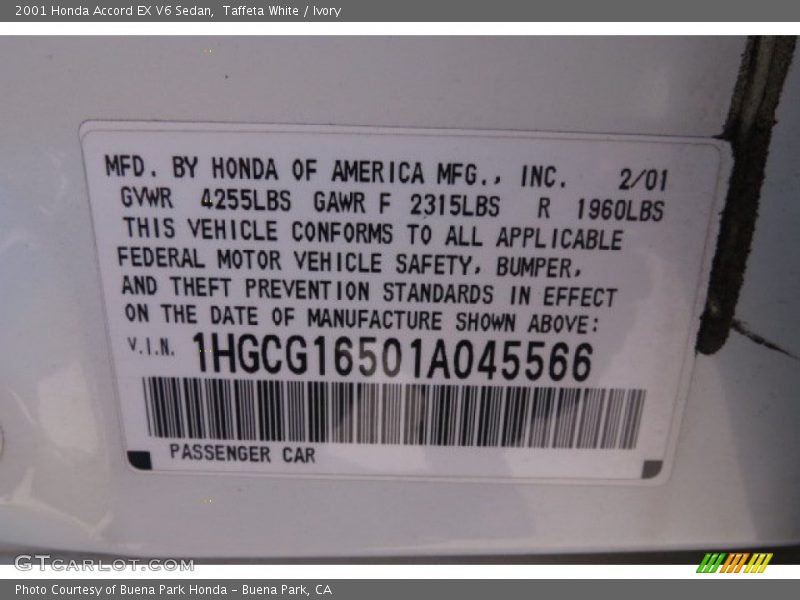 2001 Honda Accord EX V6 Sedan, Taffeta White / Ivory
MFD. BY HONDA OF AMERICA MFG., INC. 2/01
GVWR 4255LBS GAWR F 2315LBS R 1960LBS
THIS VEHICLE CONFORMS TO ALL APPLICABLE
FEDERAL MOTOR VEHICLE SAFETY, BUMPER,
AND THEFT PREVENTION STANDARDS IN EFFECT
ON THE DATE OF MANUFACTURE SHOWN ABOVE:
V.I.N. 1HGCG16501A045566
PASSENGER CAR
GTCARLOT.COM
Photo Courtesy of Buena Park Honda - Buena Park, CA